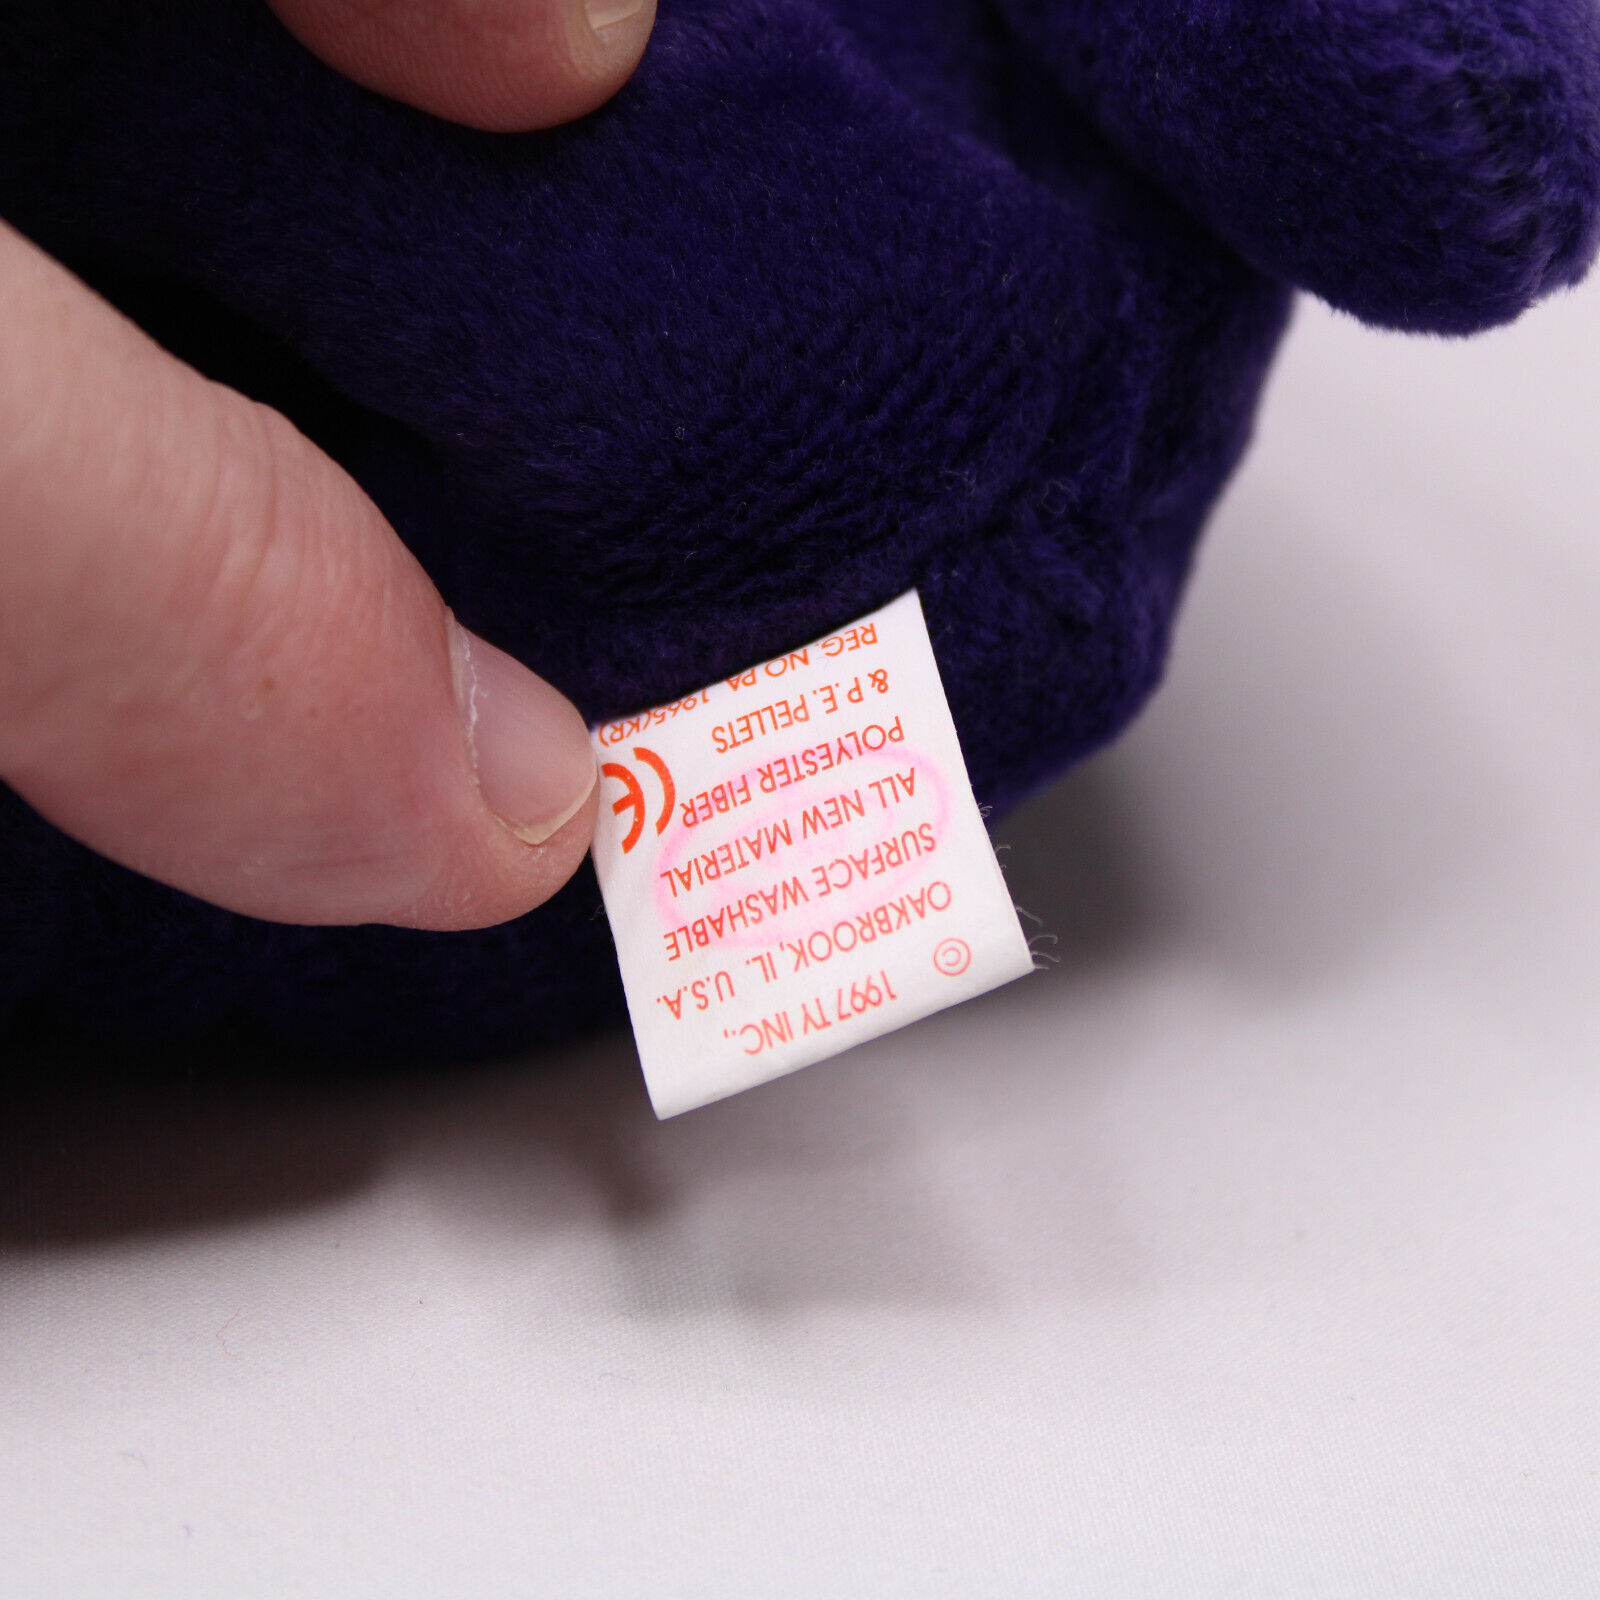 © 1997 TY INC.,
OAKBROOK, IL. U.S.A.
SURFACE WASHABLE
ALL NEW MATERIAL
POLYESTER FIBER
& P.E. PELLETS CE
REG. NO PA. 1965(KR)